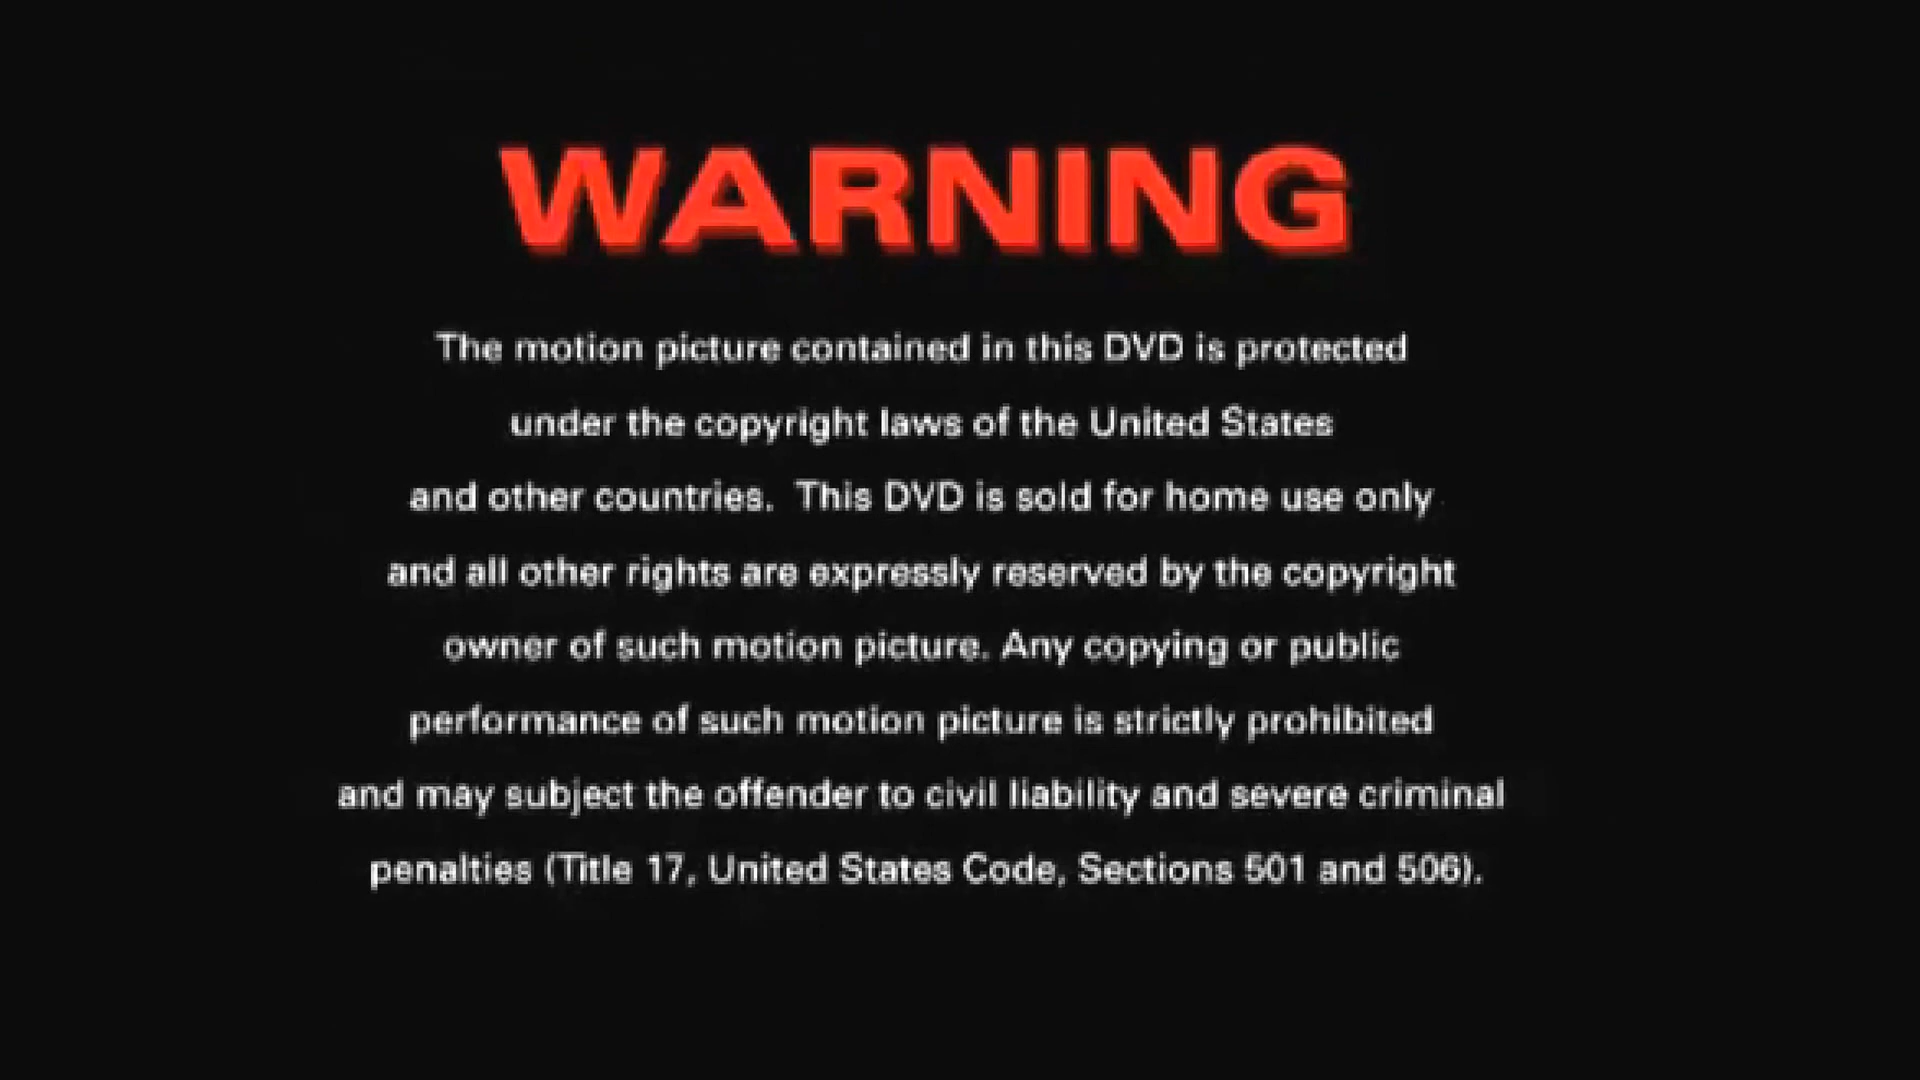 WARNING
The motion picture contained in this DVD is protected
under the copyright laws of the United States
and other countries.  This DVD is sold for home use only
and all other rights are expressly reserved by the copyright
owner of such motion picture. Any copying or public
performance of such motion picture is strictly prohibited
and may subject the offender to civil liability and severe criminal
penalties (Title 17, United States Code, Sections 501 and 506).